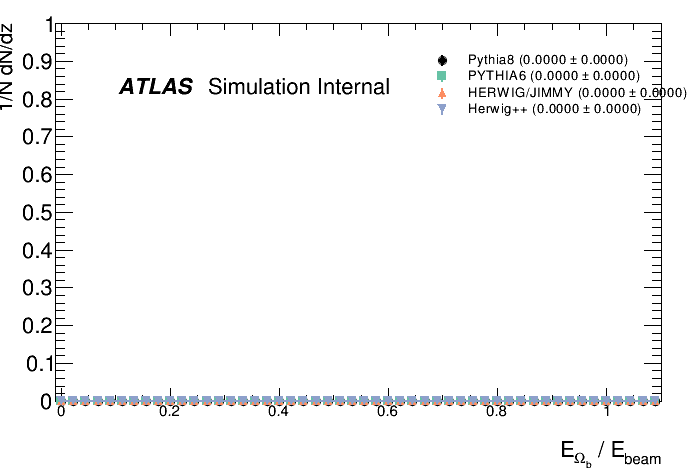 1/N dN/dz
1
0.9
0.8
0.7
0.6
0.5
0.4
0.3
0.2
0.1
0
ATLAS Simulation Internal
Pythia8 (0.0000 ± 0.0000)
PYTHIA6 (0.0000 ± 0.0000)
HERWIG/JIMMY (0.0000 ± 0.0000)
Herwig++ (0.0000 ± 0.0000)
0 0.2 0.4 0.6 0.8 1
E_Ω_b / E_beam